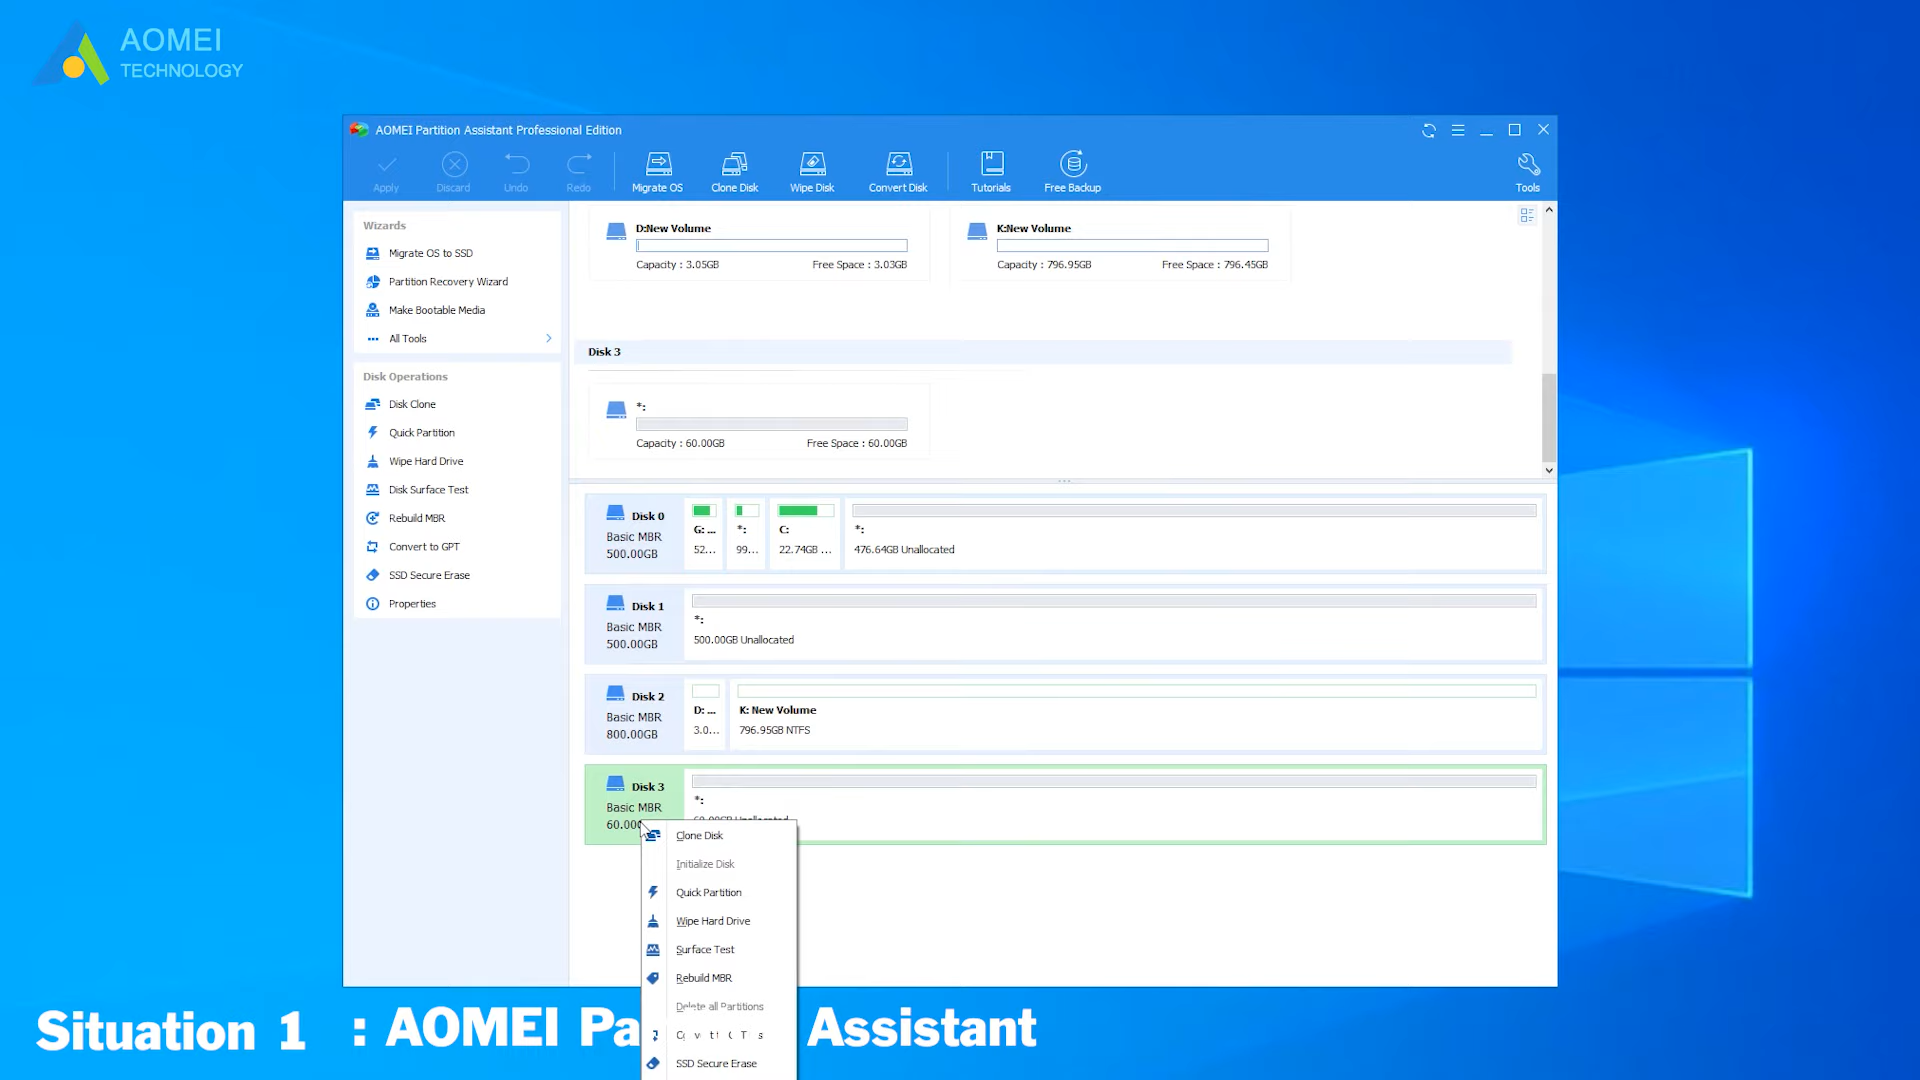 AOMEI
TECHNOLOGY
AOMEI Partition Assistant Professional Edition
Apply
Discard
Undo
Redo
Migrate OS
Clone Disk
Wipe Disk
Convert Disk
Tutorials
Free Backup
Tools
Wizards
Migrate OS to SSD
Partition Recovery Wizard
Make Bootable Media
All Tools
Disk Operations
Disk Clone
Quick Partition
Wipe Hard Drive
Disk Surface Test
Rebuild MBR
Convert to GPT
SSD Secure Erase
Properties
D:New Volume
Capacity : 3.05GB Free Space : 3.03GB
K:New Volume
Capacity : 796.95GB Free Space : 796.45GB
Disk 3
*:
Capacity : 60.00GB Free Space : 60.00GB
Disk 0
Basic MBR
500.00GB
G: ...
52...
*:
99...
C:
22.74GB ...
*:
476.64GB Unallocated
Disk 1
Basic MBR
500.00GB
*:
500.00GB Unallocated
Disk 2
Basic MBR
800.00GB
D: ...
3.0...
K: New Volume
796.95GB NTFS
Disk 3
Basic MBR
60.00
*:
60.00GB Unallocated
Clone Disk
Initialize Disk
Quick Partition
Wipe Hard Drive
Surface Test
Rebuild MBR
Delete all Partitions
SSD Secure Erase
Situation 1 : AOMEI Pa Assistant